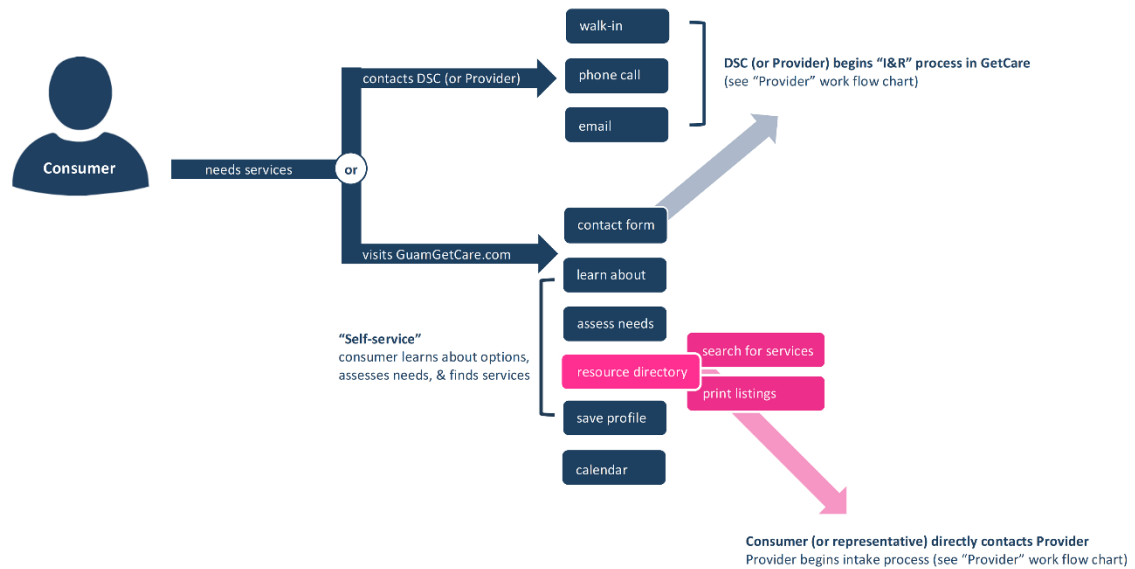 Consumer
needs services
or
contacts DSC (or Provider)
walk-in
phone call
email
DSC (or Provider) begins “I&R” process in GetCare
(see “Provider” work flow chart)
visits GuamGetCare.com
contact form
learn about
assess needs
resource directory
save profile
calendar
“Self-service”
consumer learns about options,
assesses needs, & finds services
search for services
print listings
Consumer (or representative) directly contacts Provider
Provider begins intake process (see “Provider” work flow chart)